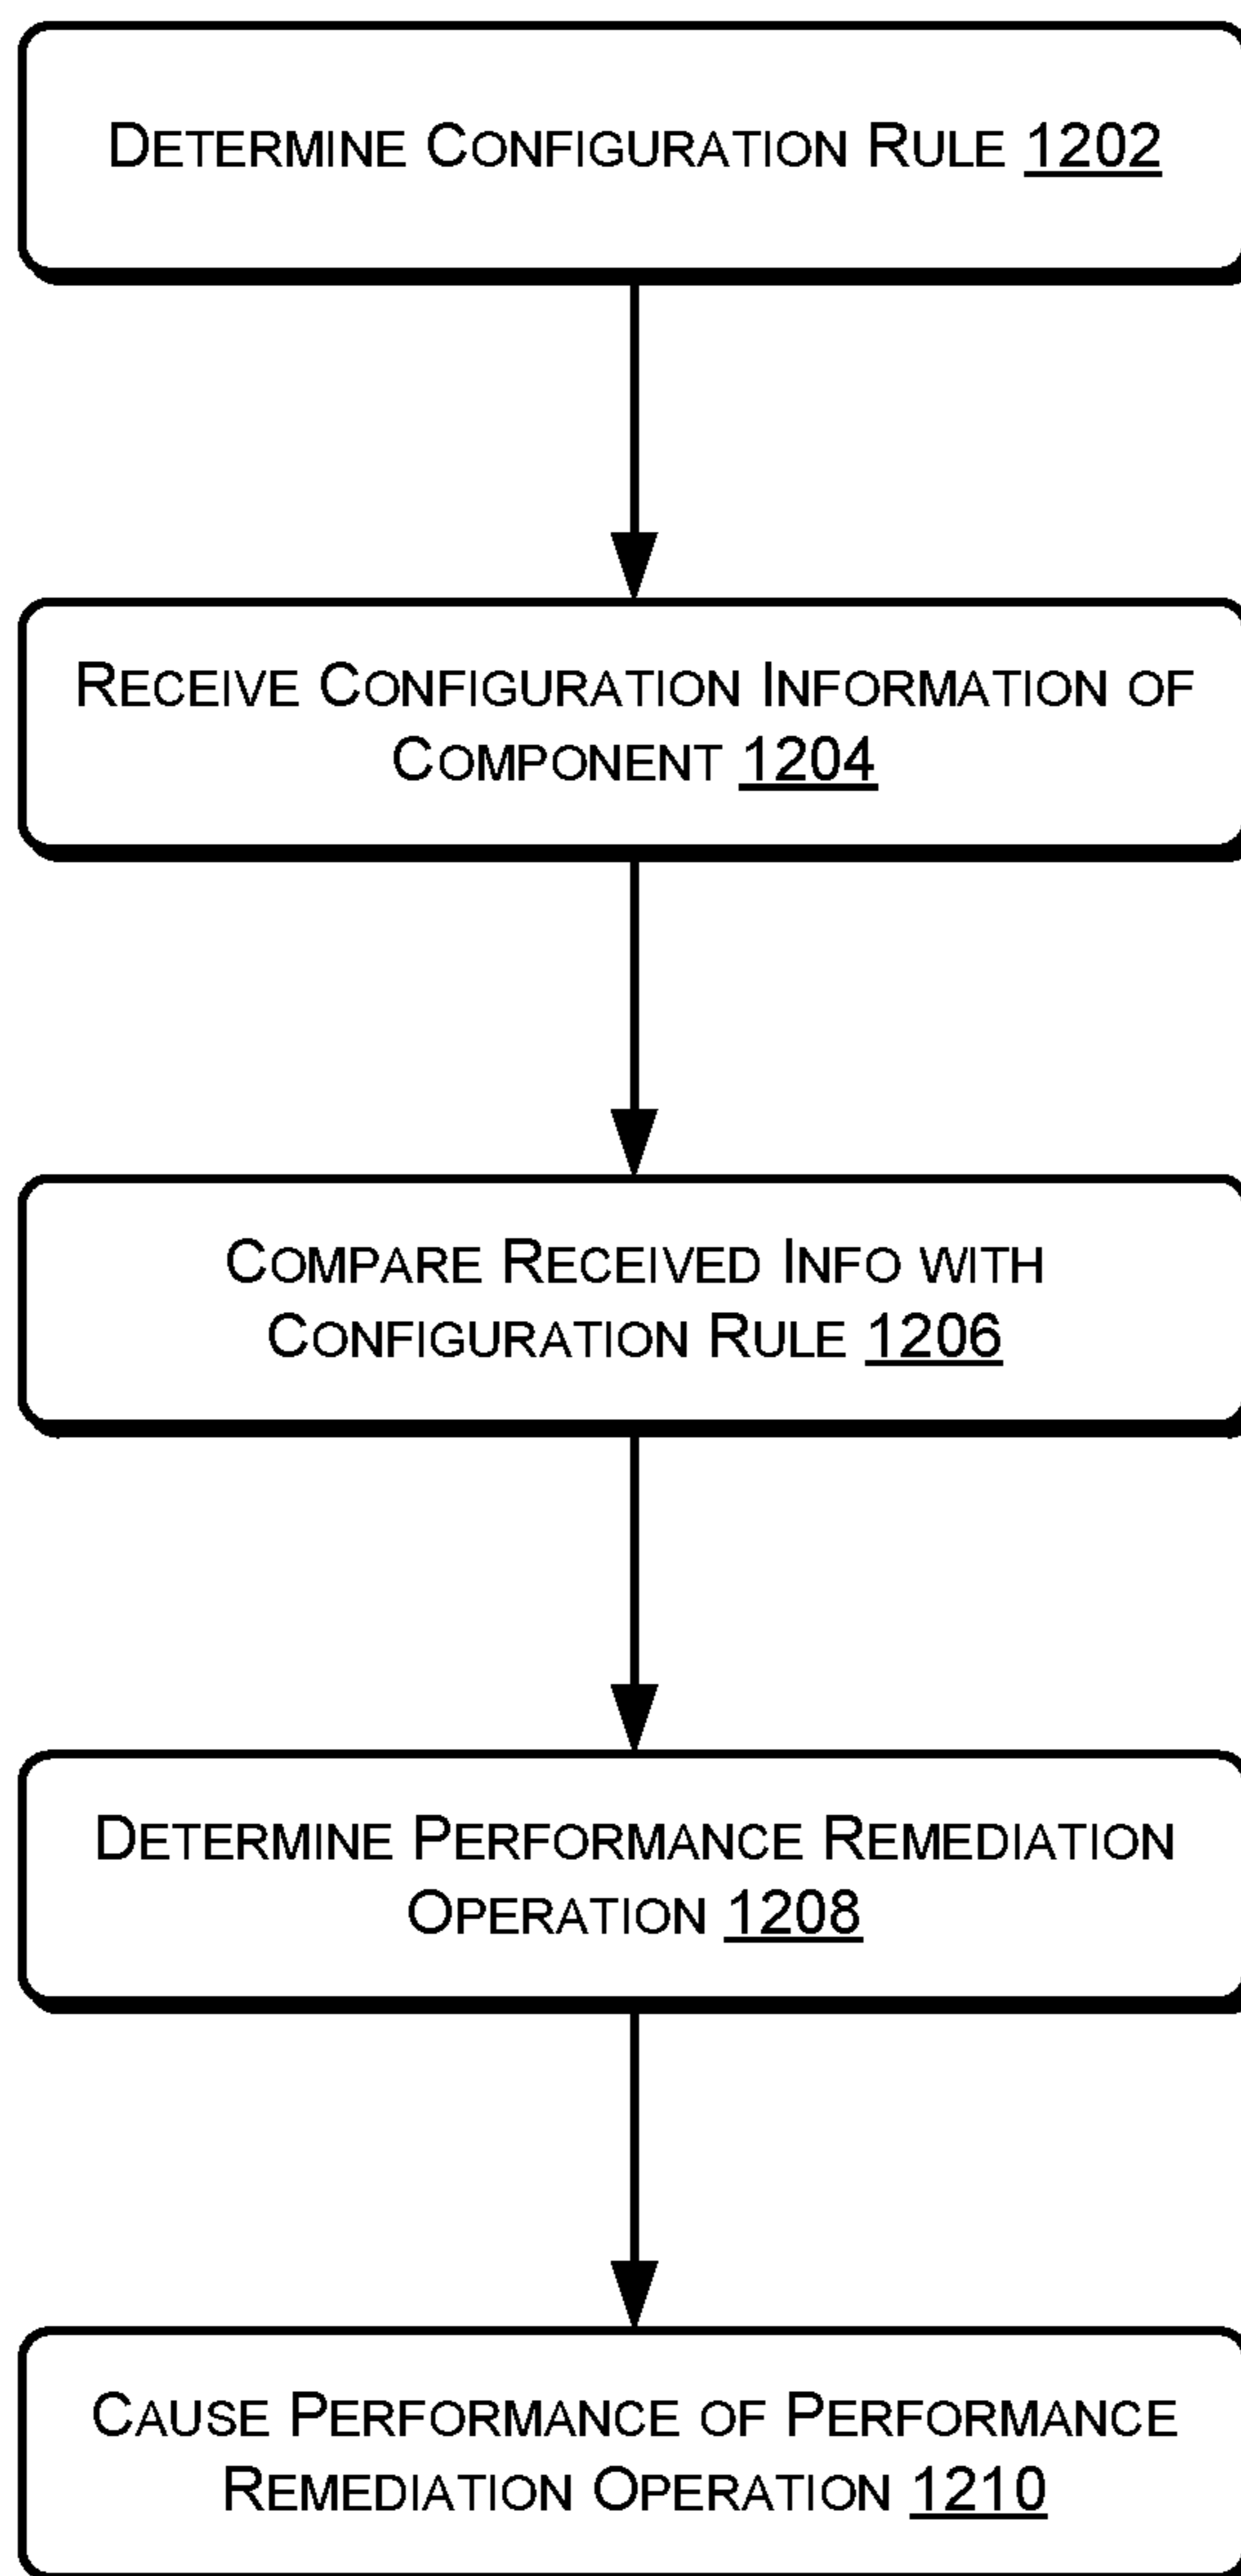 DETERMINE CONFIGURATION RULE 1202
RECEIVE CONFIGURATION INFORMATION OF
COMPONENT 1204
COMPARE RECEIVED INFO WITH
CONFIGURATION RULE 1206
DETERMINE PERFORMANCE REMEDIATION
OPERATION 1208
CAUSE PERFORMANCE OF PERFORMANCE
REMEDIATION OPERATION 1210